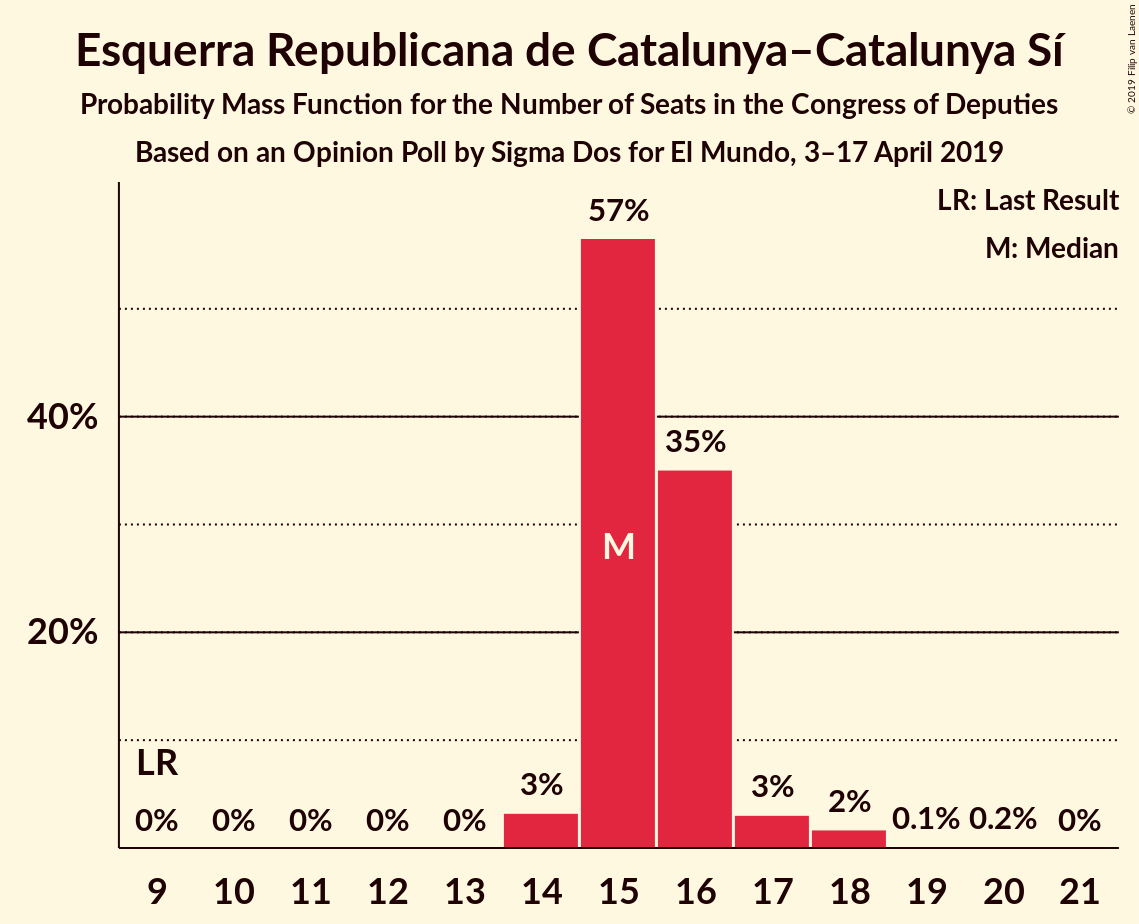 Esquerra Republicana de Catalunya–Catalunya Sí
Probability Mass Function for the Number of Seats in the Congress of Deputies
Based on an Opinion Poll by Sigma Dos for El Mundo, 3–17 April 2019
© 2019 Filip van Laenen
LR: Last Result
M: Median
57%
40%
35%
M
20%
LR
0% 0% 0% 0% 0% 3% 3% 2% 0.1% 0.2% 0%
9 10 11 12 13 14 15 16 17 18 19 20 21